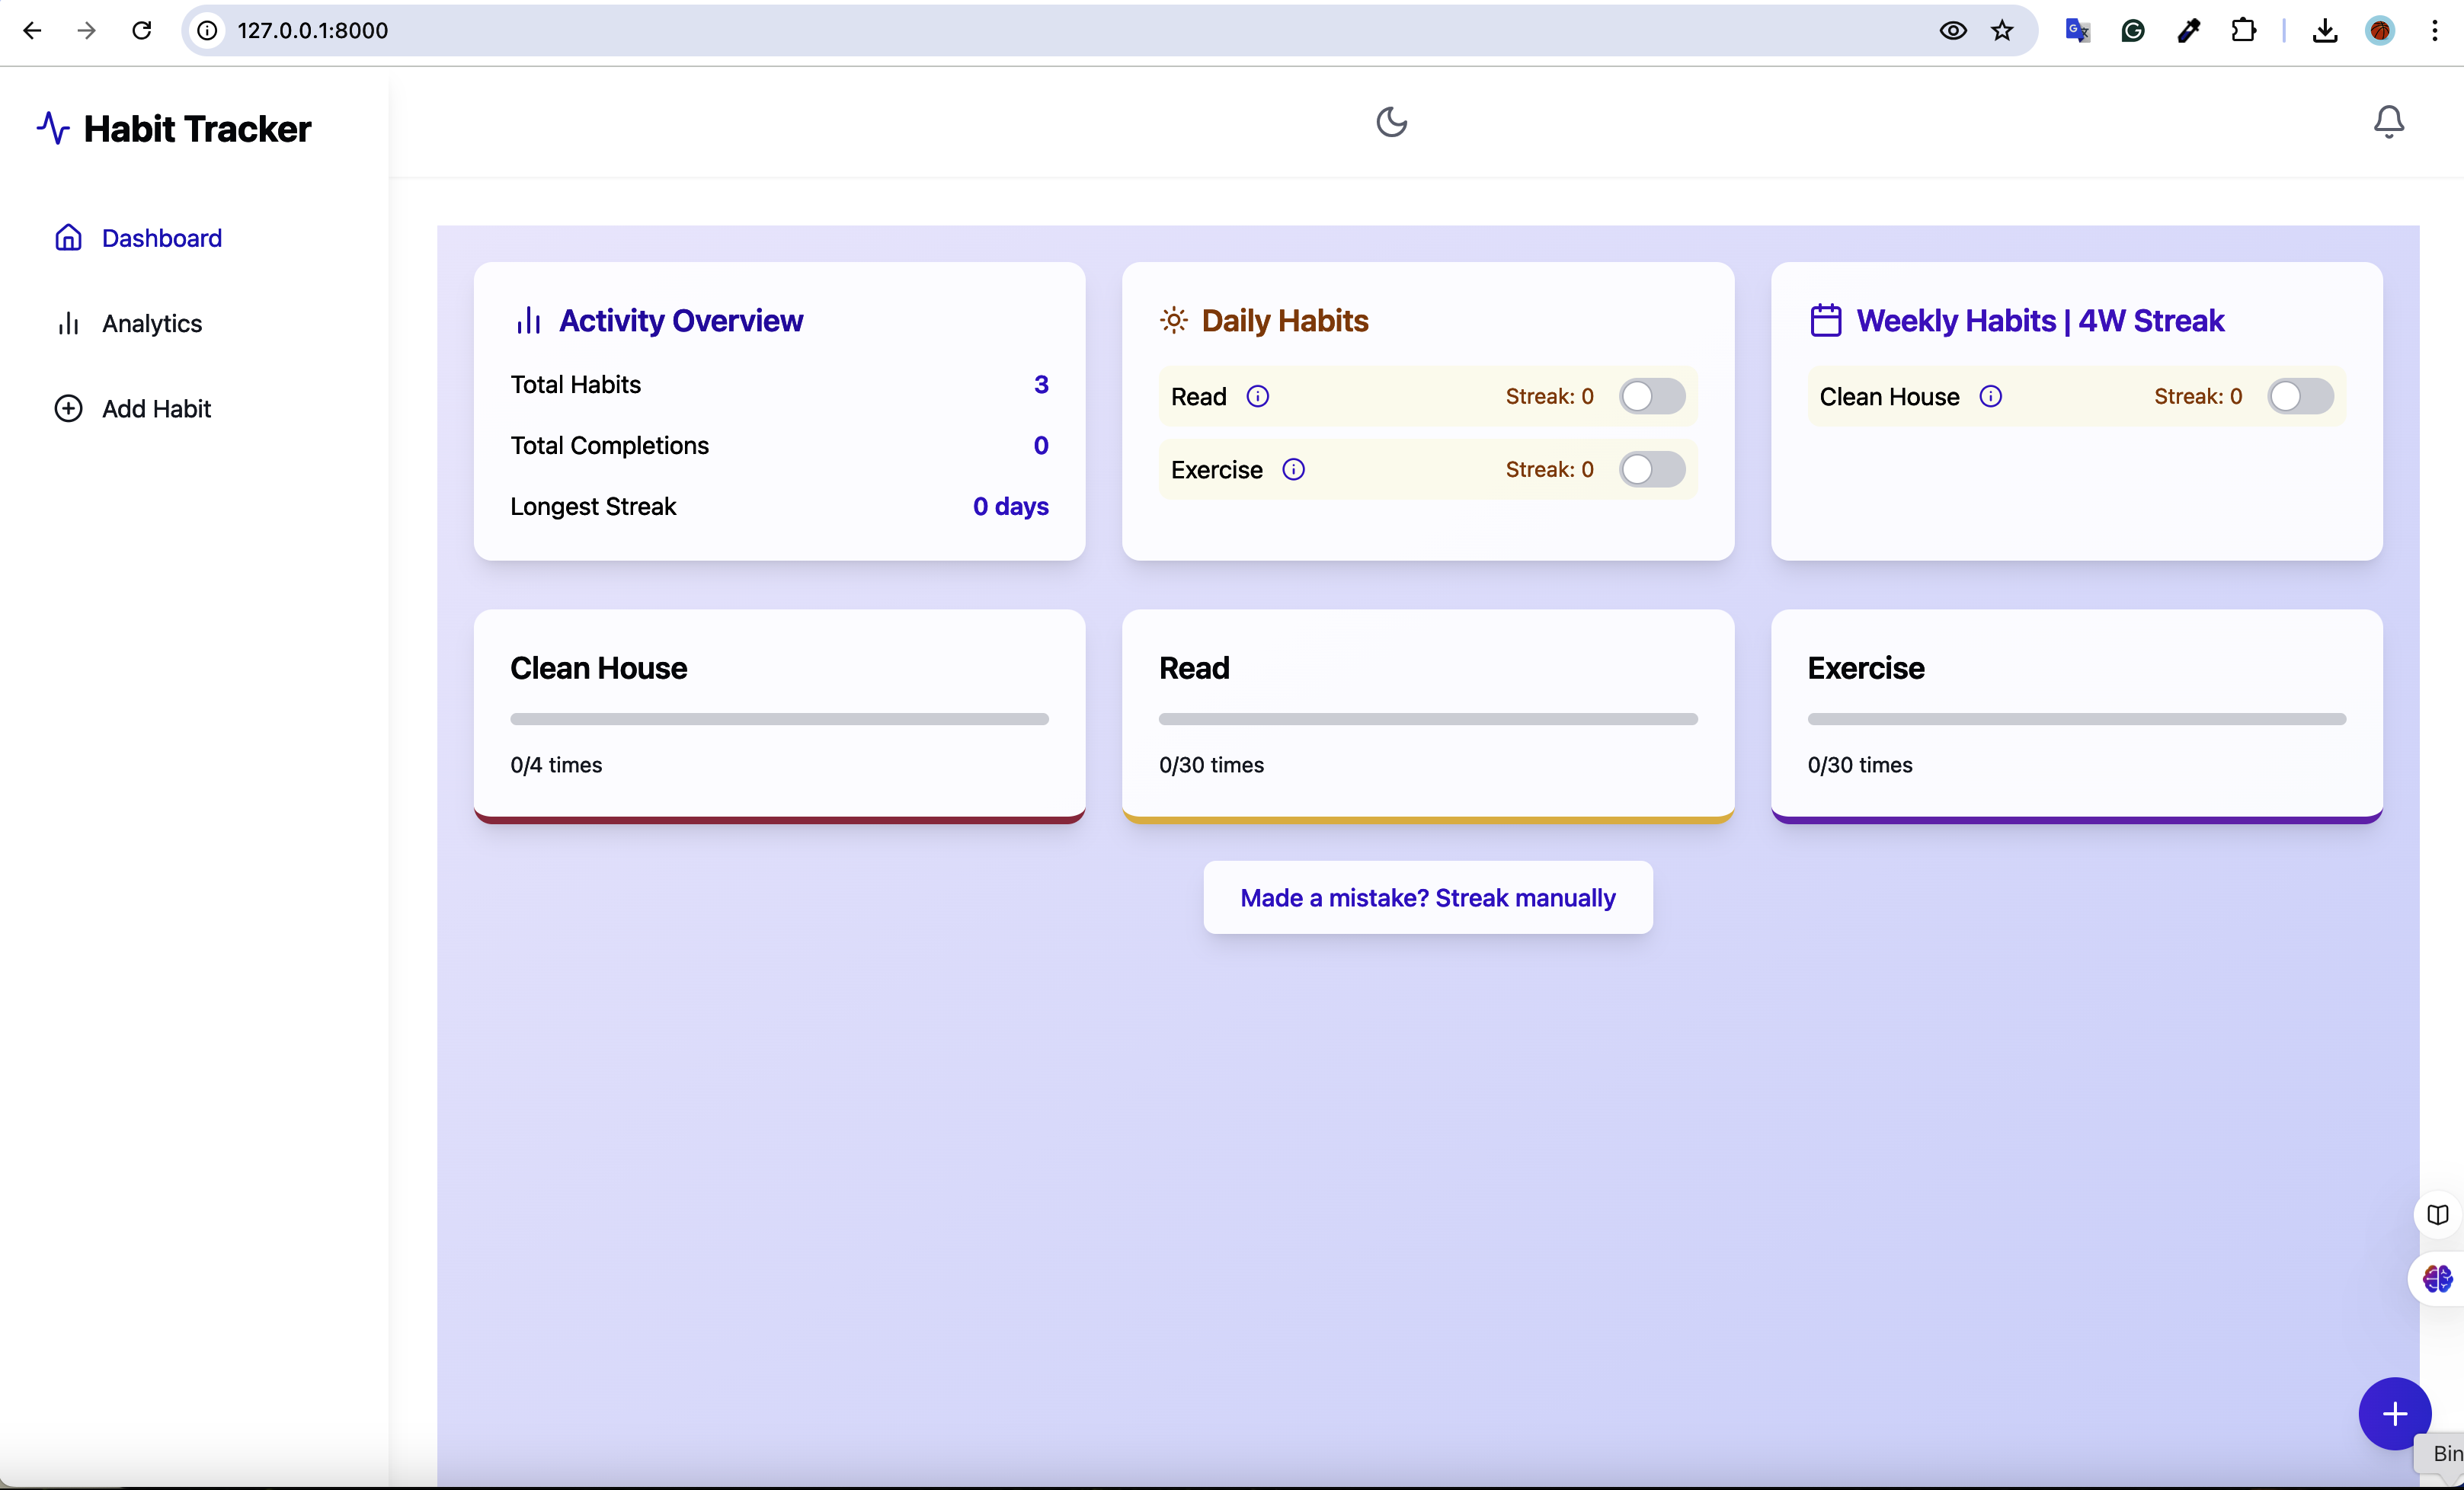 127.0.0.1:8000
Habit Tracker
Dashboard
Analytics
Add Habit
Activity Overview
Total Habits 3
Total Completions 0
Longest Streak 0 days
Daily Habits
Read Streak: 0
Exercise Streak: 0
Weekly Habits | 4W Streak
Clean House Streak: 0
Clean House
0/4 times
Read
0/30 times
Exercise
0/30 times
Made a mistake? Streak manually
Bin